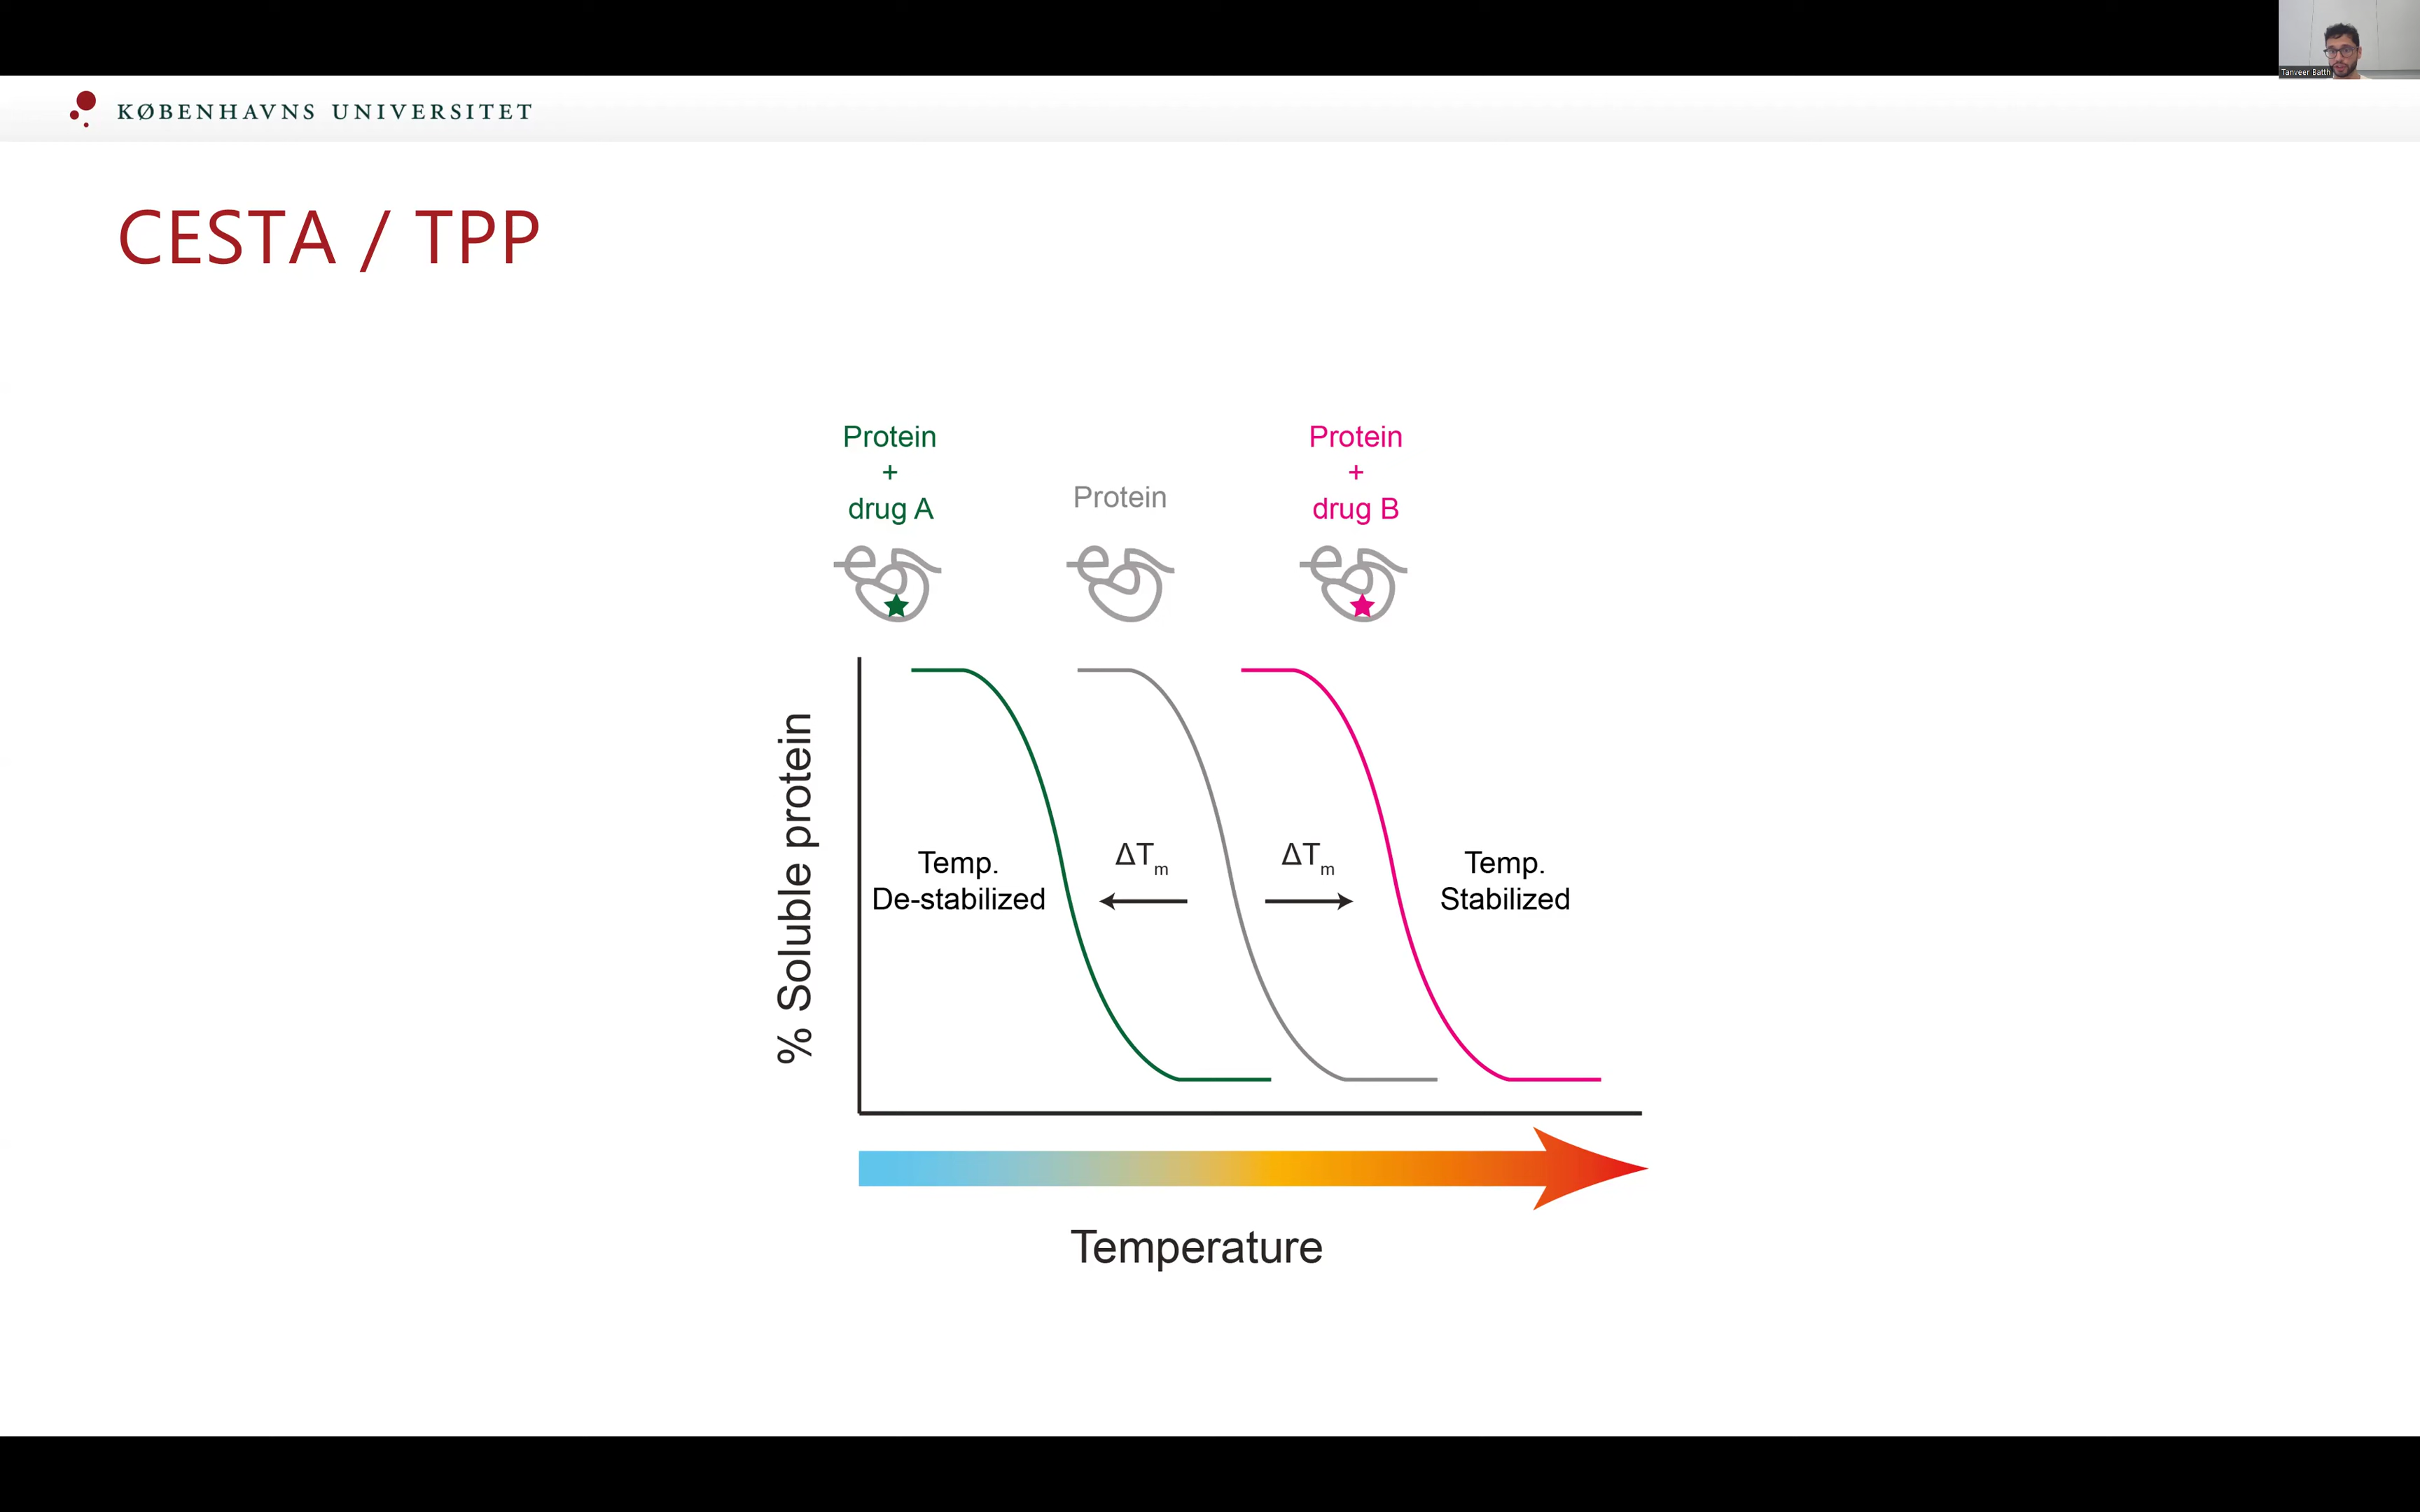 Tanveer Batth
KØBENHAVNS UNIVERSITET
CESTA / TPP
Protein
+
drug A
Protein
Protein
+
drug B
% Soluble protein
Temp.
De-stabilized
ΔTm
ΔTm
Temp.
Stabilized
Temperature